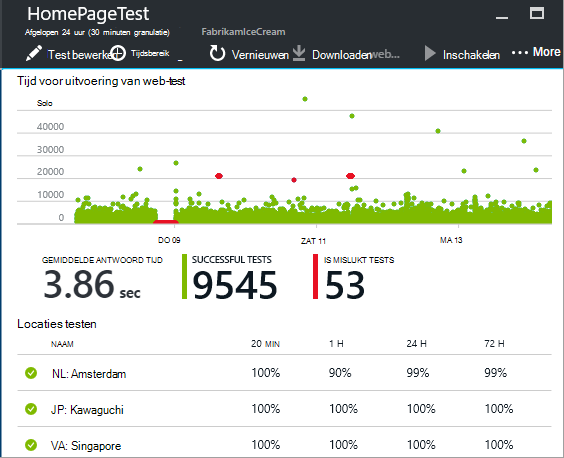 HomePageTest
Afgelopen 24 uur (30 minuten granulatie) FabrikamIceCream
Test bewerken Tijdsbereik Vernieuwen Downloaden web... Inschakelen ... More
Tijd voor uitvoering van web-test
Solo
40000
30000
20000
10000
0
DO 09 ZAT 11 MA 13
GEMIDDELDE ANTWOORD TIJD SUCCESSFUL TESTS IS MISLUKT TESTS
3.86 sec 9545 53
Locaties testen
NAAM 20 MIN 1 H 24 H 72 H
NL: Amsterdam 100% 90% 99% 99%
JP: Kawaguchi 100% 100% 100% 100%
VA: Singapore 100% 100% 100% 100%